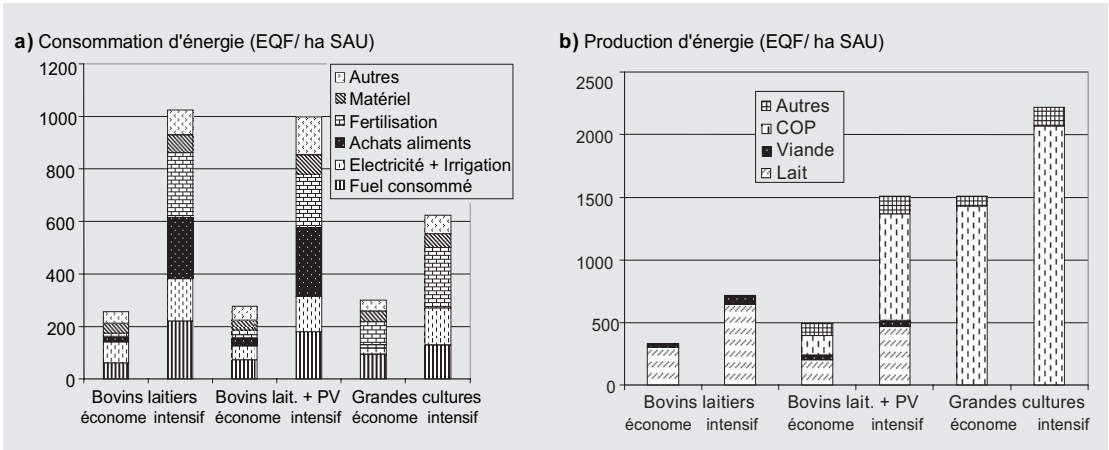 a) Consommation d'énergie (EQF/ ha SAU)
1200
1000
800
600
400
200
0
Autres
Matériel
Fertilisation
Achats aliments
Electricité + Irrigation
Fuel consommé
Bovins laitiers Bovins lait. + PV Grandes cultures
économe intensif économe intensif économe intensif
b) Production d'énergie (EQF/ ha SAU)
2500
2000
1500
1000
500
0
Autres
COP
Viande
Lait
Bovins laitiers Bovins lait. + PV Grandes cultures
économe intensif économe intensif économe intensif